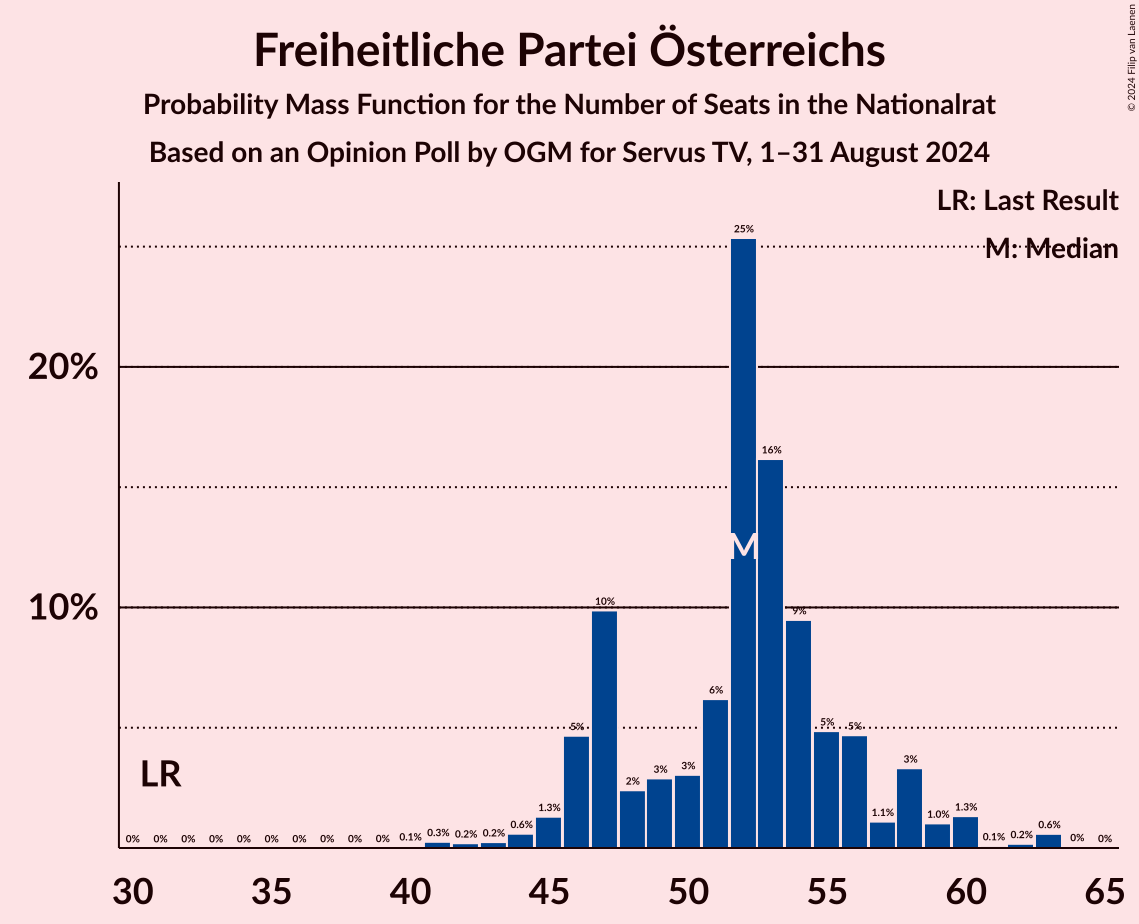 Freiheitliche Partei Österreichs
Probability Mass Function for the Number of Seats in the Nationalrat
Based on an Opinion Poll by OGM for Servus TV, 1–31 August 2024
© 2024 Filip van Laenen
LR: Last Result
M: Median
25%
20%
16%
M
10%
10%
9%
6%
5%
5%
5%
LR
3%
3%
3%
2%
1.3%
1.3%
1.1%
1.0%
0% 0% 0% 0% 0% 0% 0% 0% 0% 0% 0.1% 0.3% 0.2% 0.2% 0.6% 0.1% 0.2% 0.6% 0% 0%
30 35 40 45 50 55 60 65